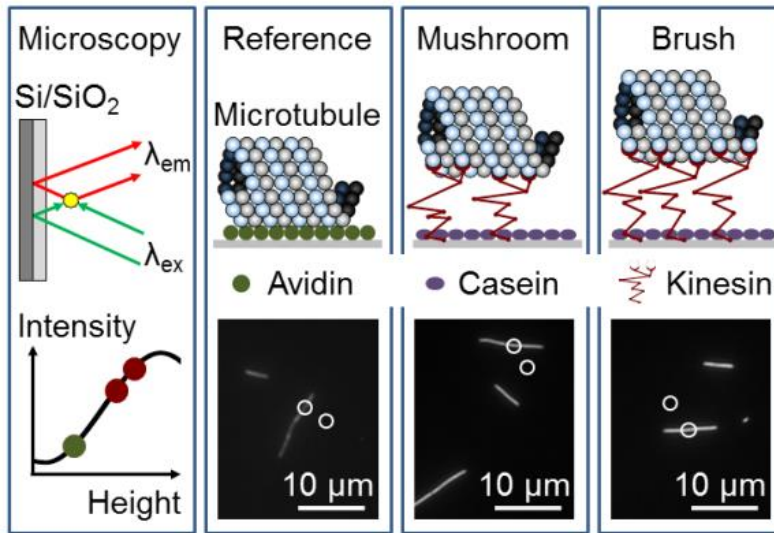 Microscopy
Si/SiO₂
λem
λex
Intensity
Height
Reference
Microtubule
Mushroom
Brush
Avidin
Casein
Kinesin
10 µm
10 µm
10 µm